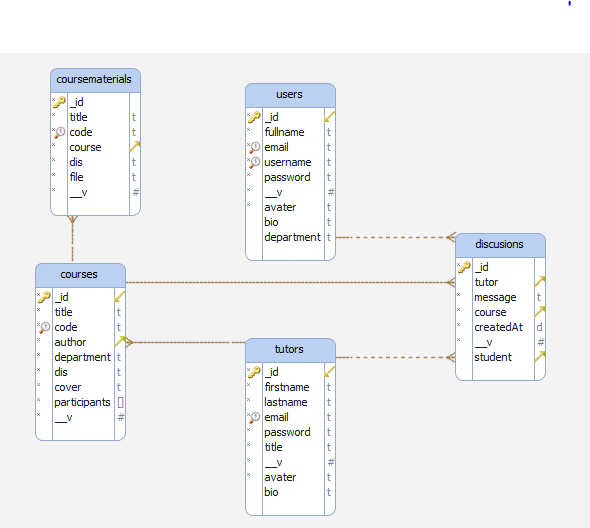 coursematerials
_id
title t
code t
course
dis t
file t
__v #
users
_id
fullname t
email t
username t
password t
__v #
avater t
bio t
department t
discusions
_id
tutor
message t
course
createdAt d
__v #
student
courses
_id
title t
code t
author
department t
dis t
cover t
participants []
__v #
tutors
_id
firstname t
lastname t
email t
password t
title t
__v #
avater t
bio t